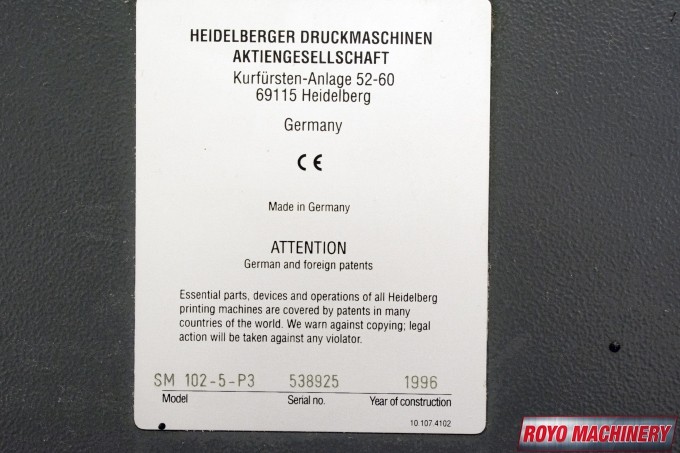 HEIDELBERGER DRUCKMASCHINEN
AKTIENGESELLSCHAFT
Kurfürsten-Anlage 52-60
69115 Heidelberg
Germany
CE
Made in Germany
ATTENTION
German and foreign patents
Essential parts, devices and operations of all Heidelberg
printing machines are covered by patents in many
countries of the world. We warn against copying; legal
action will be taken against any violator.
SM 102-5-P3 538925 1996
Model Serial no. Year of construction
10.107.4102
ROYO MACHINERY